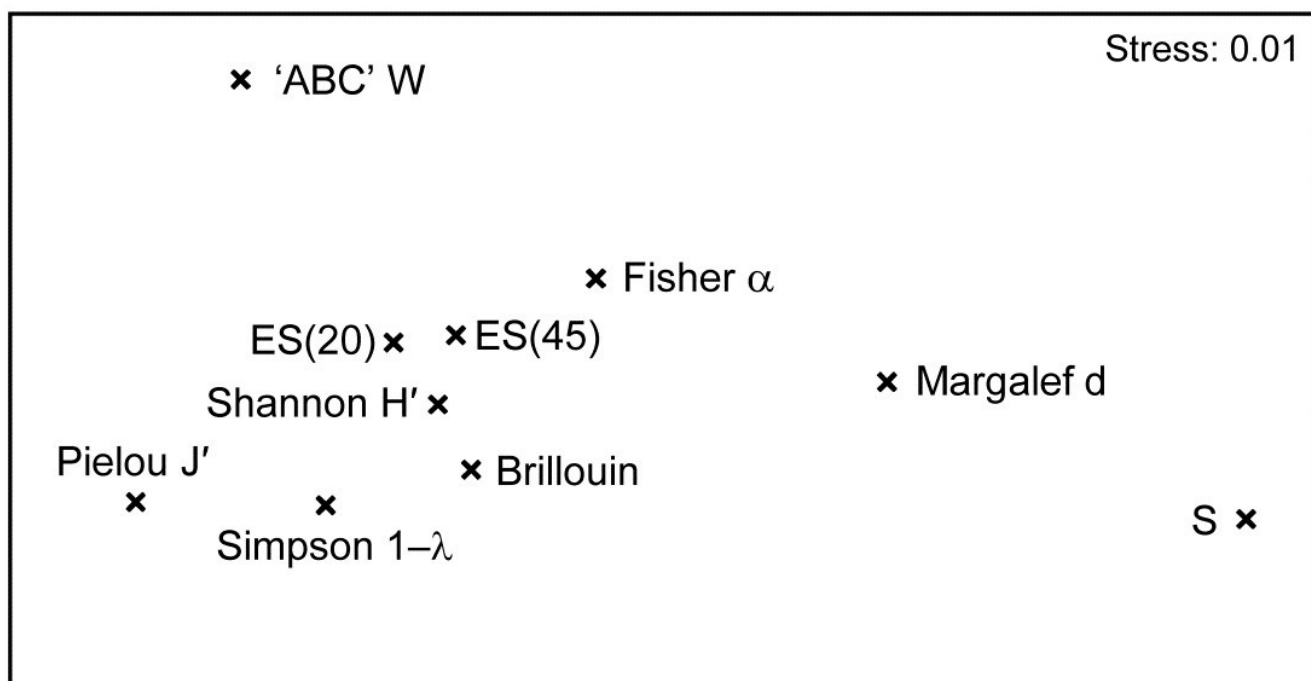 Stress: 0.01
‘ABC’ W
Fisher α
ES(20)
ES(45)
Margalef d
Shannon H′
Pielou J′
Brillouin
S
Simpson 1–λ